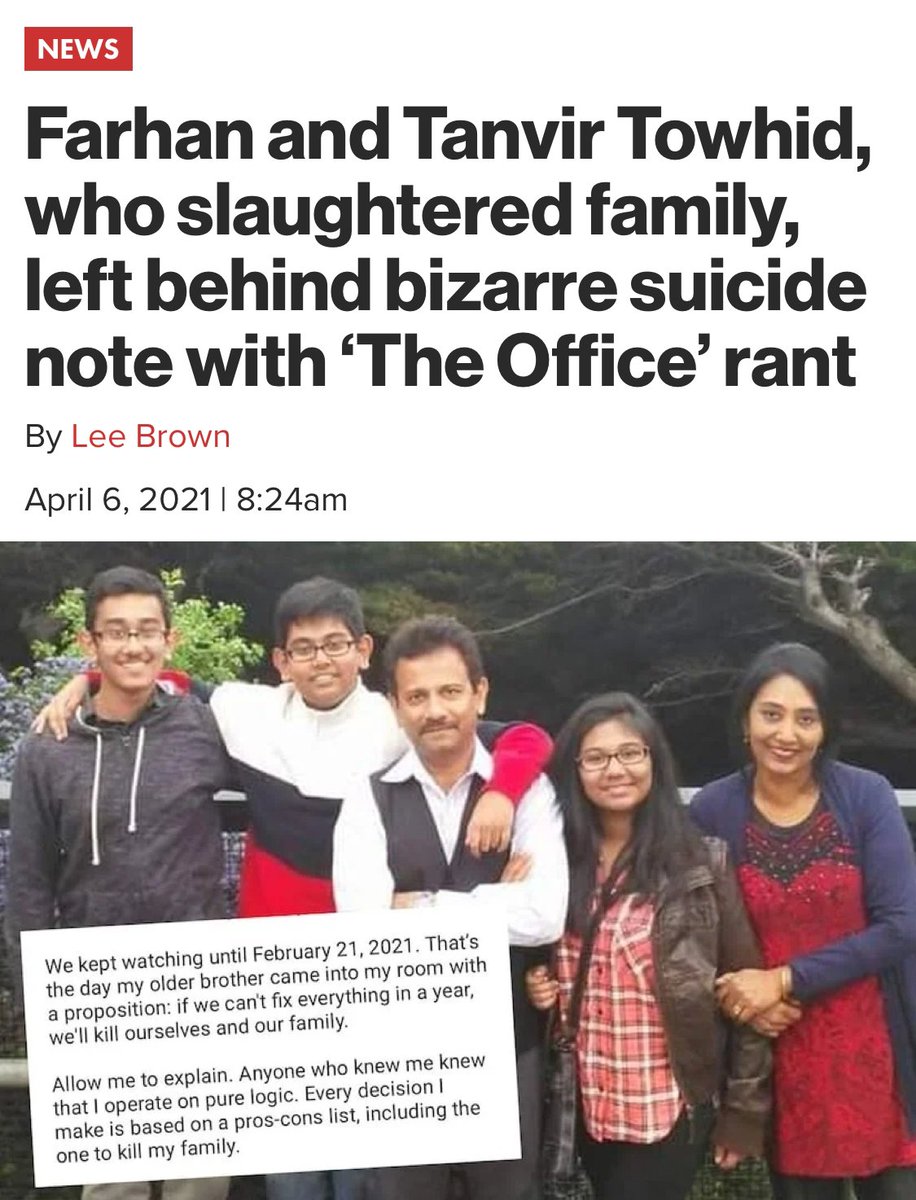 NEWS
Farhan and Tanvir Towhid,
who slaughtered family,
left behind bizarre suicide
note with ‘The Office’ rant
By Lee Brown
April 6, 2021 | 8:24am
We kept watching until February 21, 2021. That's
the day my older brother came into my room with
a proposition: if we can't fix everything in a year,
we'll kill ourselves and our family.
Allow me to explain. Anyone who knew me knew
that I operate on pure logic. Every decision I
make is based on a pros-cons list, including the
one to kill my family.